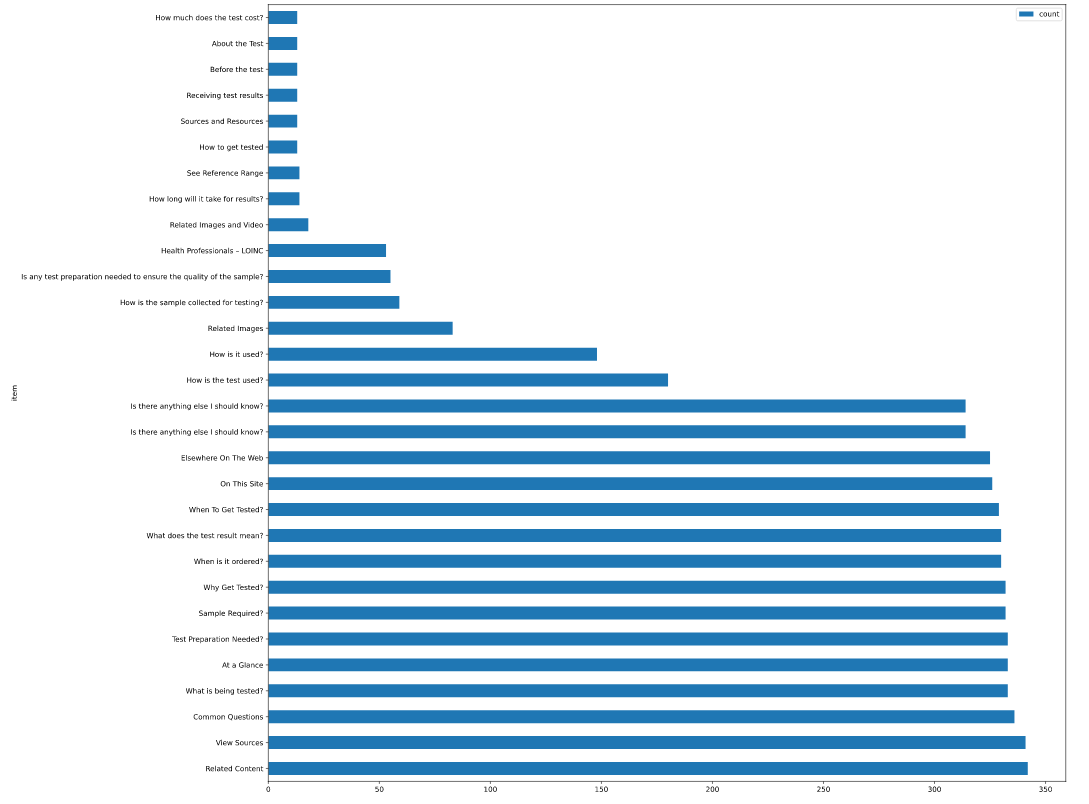 How much does the test cost?
About the Test
Before the test
Receiving test results
Sources and Resources
How to get tested
See Reference Range
How long will it take for results?
Related Images and Video
Health Professionals – LOINC
Is any test preparation needed to ensure the quality of the sample?
How is the sample collected for testing?
Related Images
How is it used?
How is the test used?
Is there anything else I should know?
Is there anything else I should know?
Elsewhere On The Web
On This Site
When To Get Tested?
What does the test result mean?
When is it ordered?
Why Get Tested?
Sample Required?
Test Preparation Needed?
At a Glance
What is being tested?
Common Questions
View Sources
Related Content
item
count
0 50 100 150 200 250 300 350